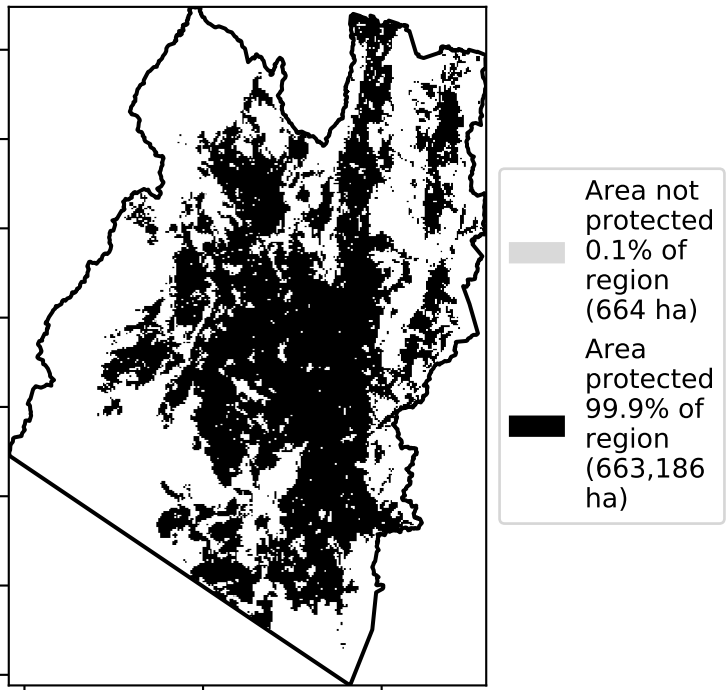 Area not
protected
0.1% of
region
(664 ha)
Area
protected
99.9% of
region
(663,186
ha)